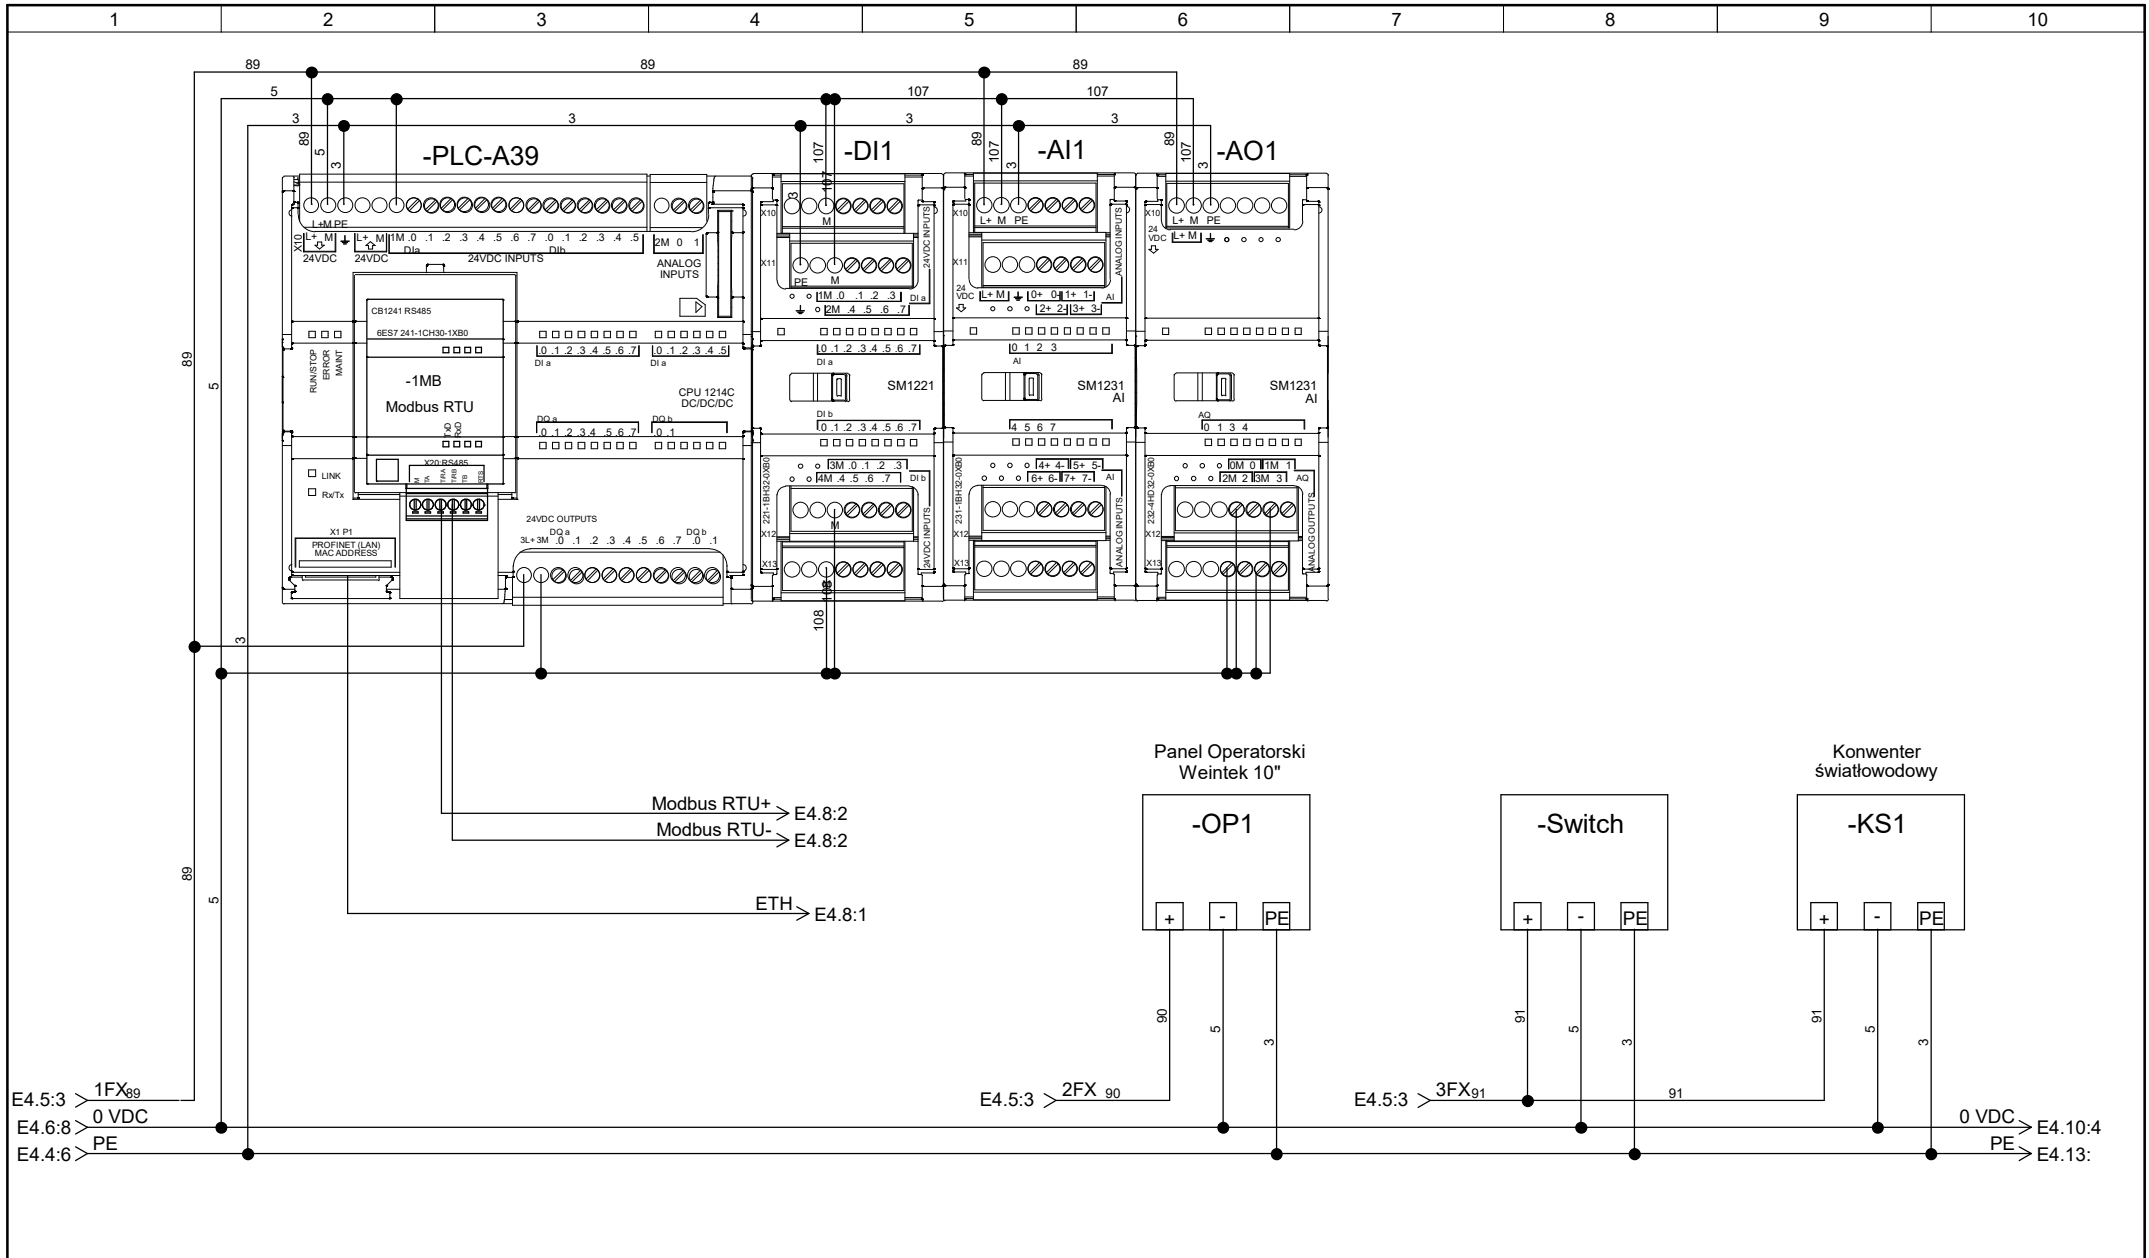 1 2 3 4 5 6 7 8 9 10
89 89 89
5 107 107
3 3 3 3
89 5 3 107 89 107 3 89 107 3
-PLC-A39 -DI1 -AI1 -AO1
3 107
L+M PE
X10 L+ M L+ M 1M .0 .1 .2 .3 .4 .5 .6 .7 .0 .1 .2 .3 .4 .5 2M 0 1
DIa DIb
24VDC 24VDC 24VDC INPUTS
ANALOG
INPUTS
CB1241 RS485
6ES7 241-1CH30-1XB0
RUN/STOP
ERROR
MAINT
-1MB
Modbus RTU
TxD
RxD
X20 RS485
M TA T/RA T/RB TB RTS
.0 .1 .2 .3 .4 .5 .6 .7 .0 .1 .2 .3 .4 .5
DI a DI a
CPU 1214C
DC/DC/DC
DQ a DQ b
.0 .1 .2 .3 .4 .5 .6 .7 .0 .1
LINK
Rx/Tx
X1 P1
PROFINET (LAN)
MAC ADDRESS
24VDC OUTPUTS
DQ a DQ b
3L+ 3M .0 .1 .2 .3 .4 .5 .6 .7 .0 .1
X10
M
X11
PE M
24VDC INPUTS
1M .0 .1 .2 .3 DI a
2M .4 .5 .6 .7
.0 .1 .2 .3 .4 .5 .6 .7
DI a
SM1221
DI b
.0 .1 .2 .3 .4 .5 .6 .7
221-1BH32-0XB0
3M .0 .1 .2 .3
4M .4 .5 .6 .7 DI b
M
X12
X13
24VDC INPUTS
108
108
X10
L+ M PE
X11
ANALOG INPUTS
24
VDC
L+ M 0+ 0- 1+ 1- AI
2+ 2- 3+ 3-
0 1 2 3
AI
SM1231
AI
4 5 6 7
231-1BH32-0XB0
4+ 4- 5+ 5-
6+ 6- 7+ 7- AI
X12
X13
ANALOG INPUTS
X10
L+ M PE
24
VDC
L+ M
SM1231
AI
AQ
0 1 3 4
232-4HD32-0XB0
0M 0 1M 1
2M 2 3M 3 AQ
X12
X13
ANALOG OUTPUTS
89
5
3
Modbus RTU+ E4.8:2
Modbus RTU- E4.8:2
ETH E4.8:1
89
5
Panel Operatorski
Weintek 10"
-OP1
+ - PE
90 5 3
-Switch
+ - PE
91 5 3
Konwenter
światłowodowy
-KS1
+ - PE
91 5 3
E4.5:3 1FX 89
E4.5:3 2FX 90
E4.5:3 3FX 91 91
E4.6:8 0 VDC 0 VDC E4.10:4
E4.4:6 PE PE E4.13: